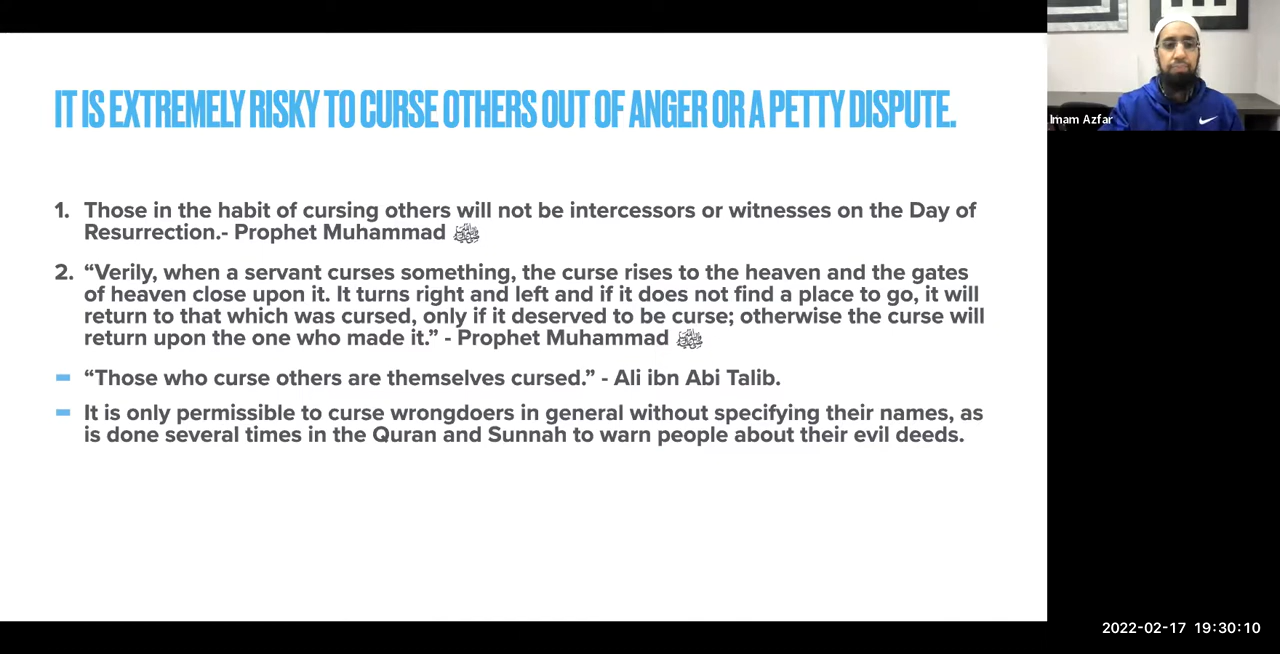 IT IS EXTREMELY RISKY TO CURSE OTHERS OUT OF ANGER OR A PETTY DISPUTE.
Imam Azfar
1. Those in the habit of cursing others will not be intercessors or witnesses on the Day of
Resurrection.- Prophet Muhammad ﷺ
2. “Verily, when a servant curses something, the curse rises to the heaven and the gates
of heaven close upon it. It turns right and left and if it does not find a place to go, it will
return to that which was cursed, only if it deserved to be curse; otherwise the curse will
return upon the one who made it.” - Prophet Muhammad ﷺ
“Those who curse others are themselves cursed.” - Ali ibn Abi Talib.
It is only permissible to curse wrongdoers in general without specifying their names, as
is done several times in the Quran and Sunnah to warn people about their evil deeds.
2022-02-17 19:30:10